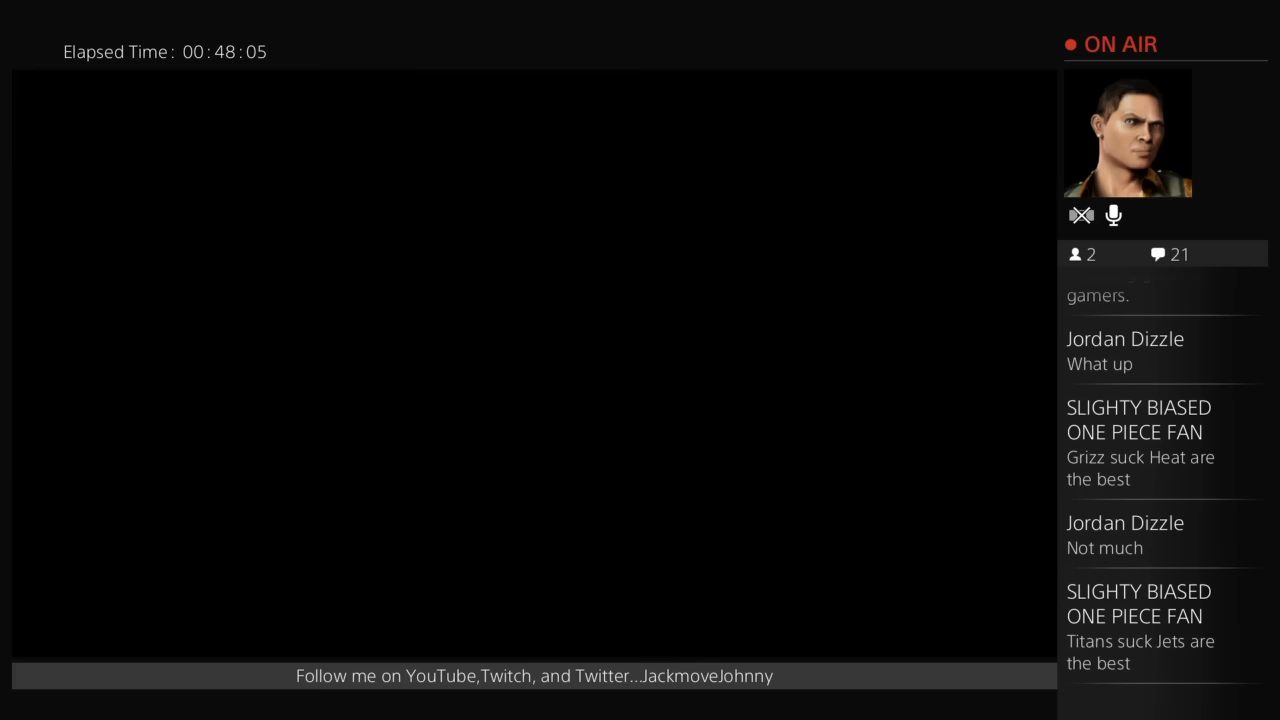 Elapsed Time: 00:48:05
ON AIR
2 21
gamers.
Jordan Dizzle
What up
SLIGHTY BIASED
ONE PIECE FAN
Grizz suck Heat are
the best
Jordan Dizzle
Not much
SLIGHTY BIASED
ONE PIECE FAN
Titans suck Jets are
the best
Follow me on YouTube,Twitch, and Twitter...JackmoveJohnny